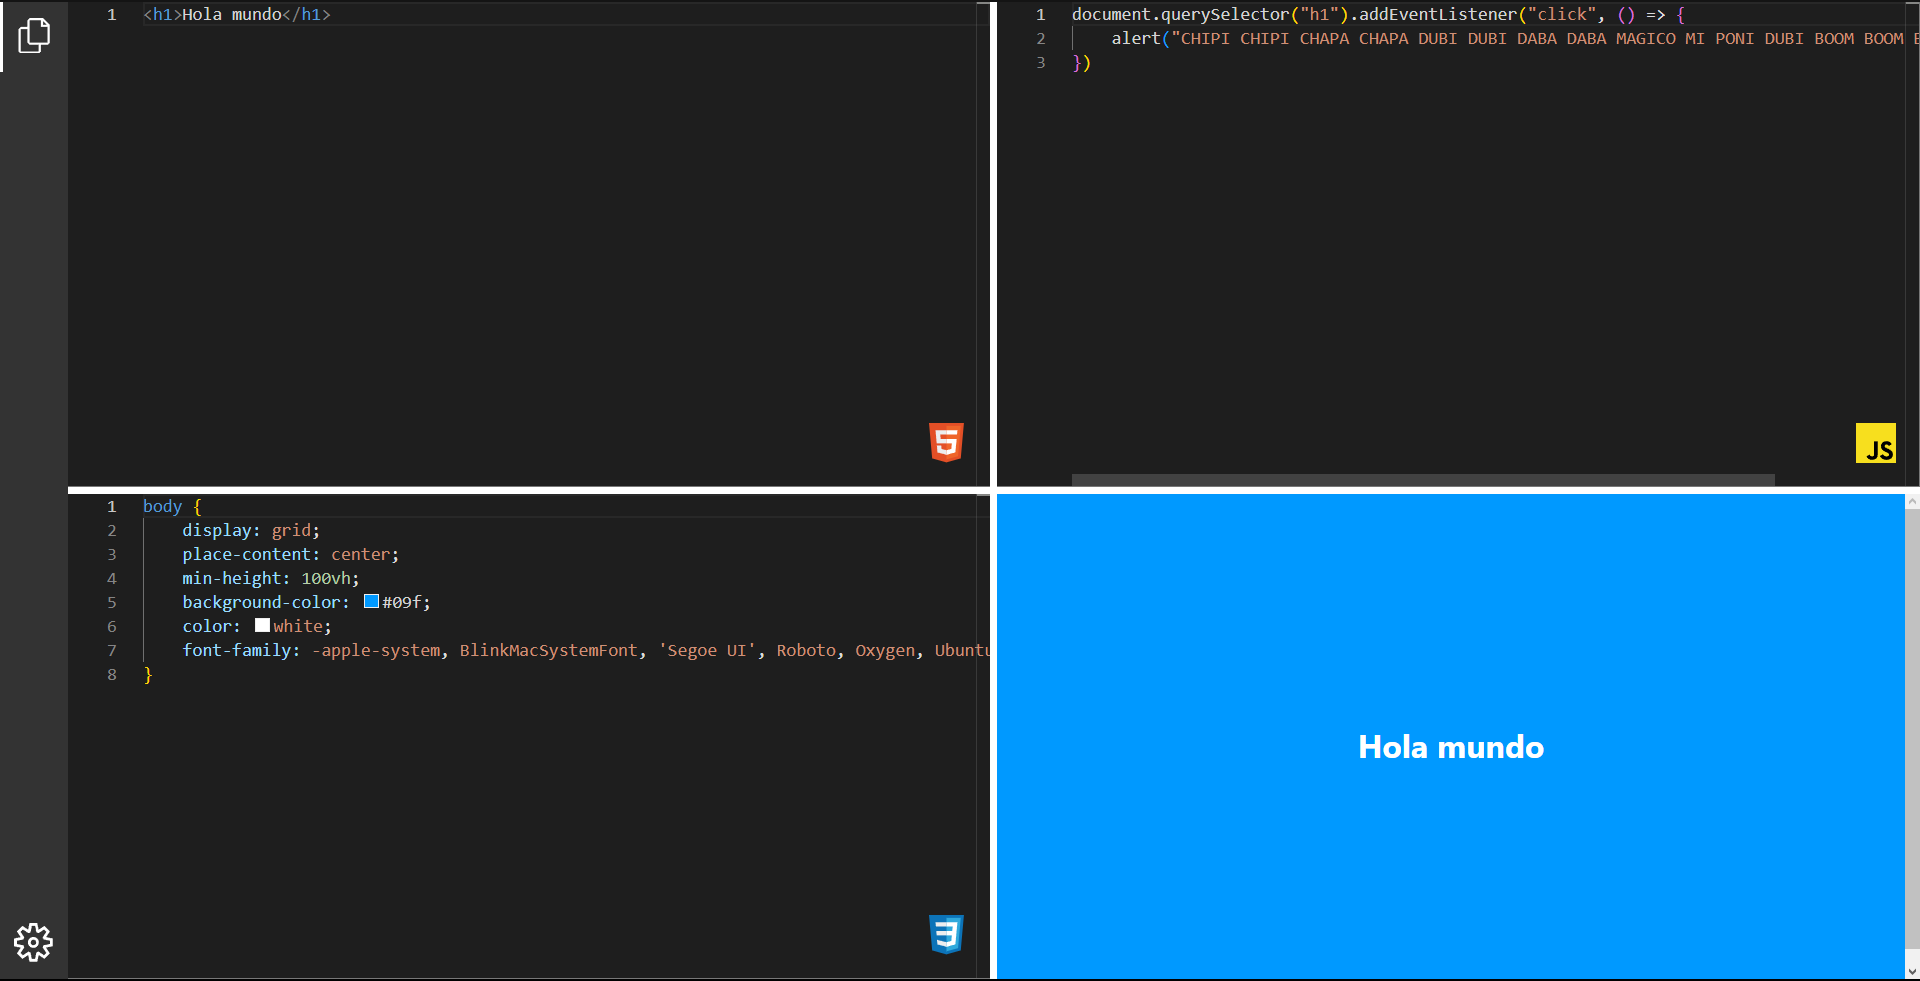 1 <h1>Hola mundo</h1>
1 document.querySelector("h1").addEventListener("click", () => {
2 alert("CHIPI CHIPI CHAPA CHAPA DUBI DUBI DABA DABA MAGICO MI PONI DUBI BOOM BOOM
3 })
5
JS
1 body {
2 display: grid;
3 place-content: center;
4 min-height: 100vh;
5 background-color: #09f;
6 color: white;
7 font-family: -apple-system, BlinkMacSystemFont, 'Segoe UI', Roboto, Oxygen, Ubuntu
8 }
3
Hola mundo